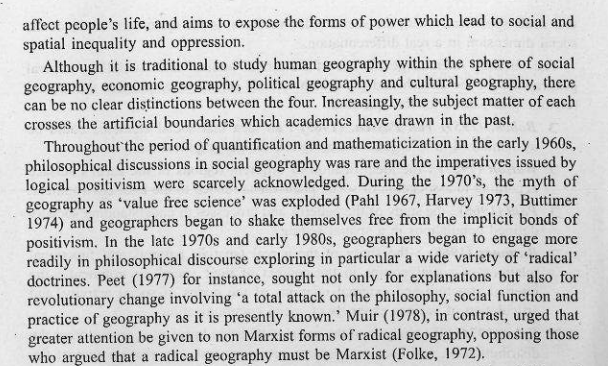 affect people's life, and aims to expose the forms of power which lead to social and
spatial inequality and oppression.
Although it is traditional to study human geography within the sphere of social
geography, economic geography, political geography and cultural geography, there
can be no clear distinctions between the four. Increasingly, the subject matter of each
crosses the artificial boundaries which academics have drawn in the past.
Throughout the period of quantification and mathematicization in the early 1960s,
philosophical discussions in social geography was rare and the imperatives issued by
logical positivism were scarcely acknowledged. During the 1970's, the myth of
geography as 'value free science' was exploded (Pahl 1967, Harvey 1973, Buttimer
1974) and geographers began to shake themselves free from the implicit bonds of
positivism. In the late 1970s and early 1980s, geographers began to engage more
readily in philosophical discourse exploring in particular a wide variety of 'radical'
doctrines. Peet (1977) for instance, sought not only for explanations but also for
revolutionary change involving 'a total attack on the philosophy, social function and
practice of geography as it is presently known.' Muir (1978), in contrast, urged that
greater attention be given to non Marxist forms of radical geography, opposing those
who argued that a radical geography must be Marxist (Folke, 1972).